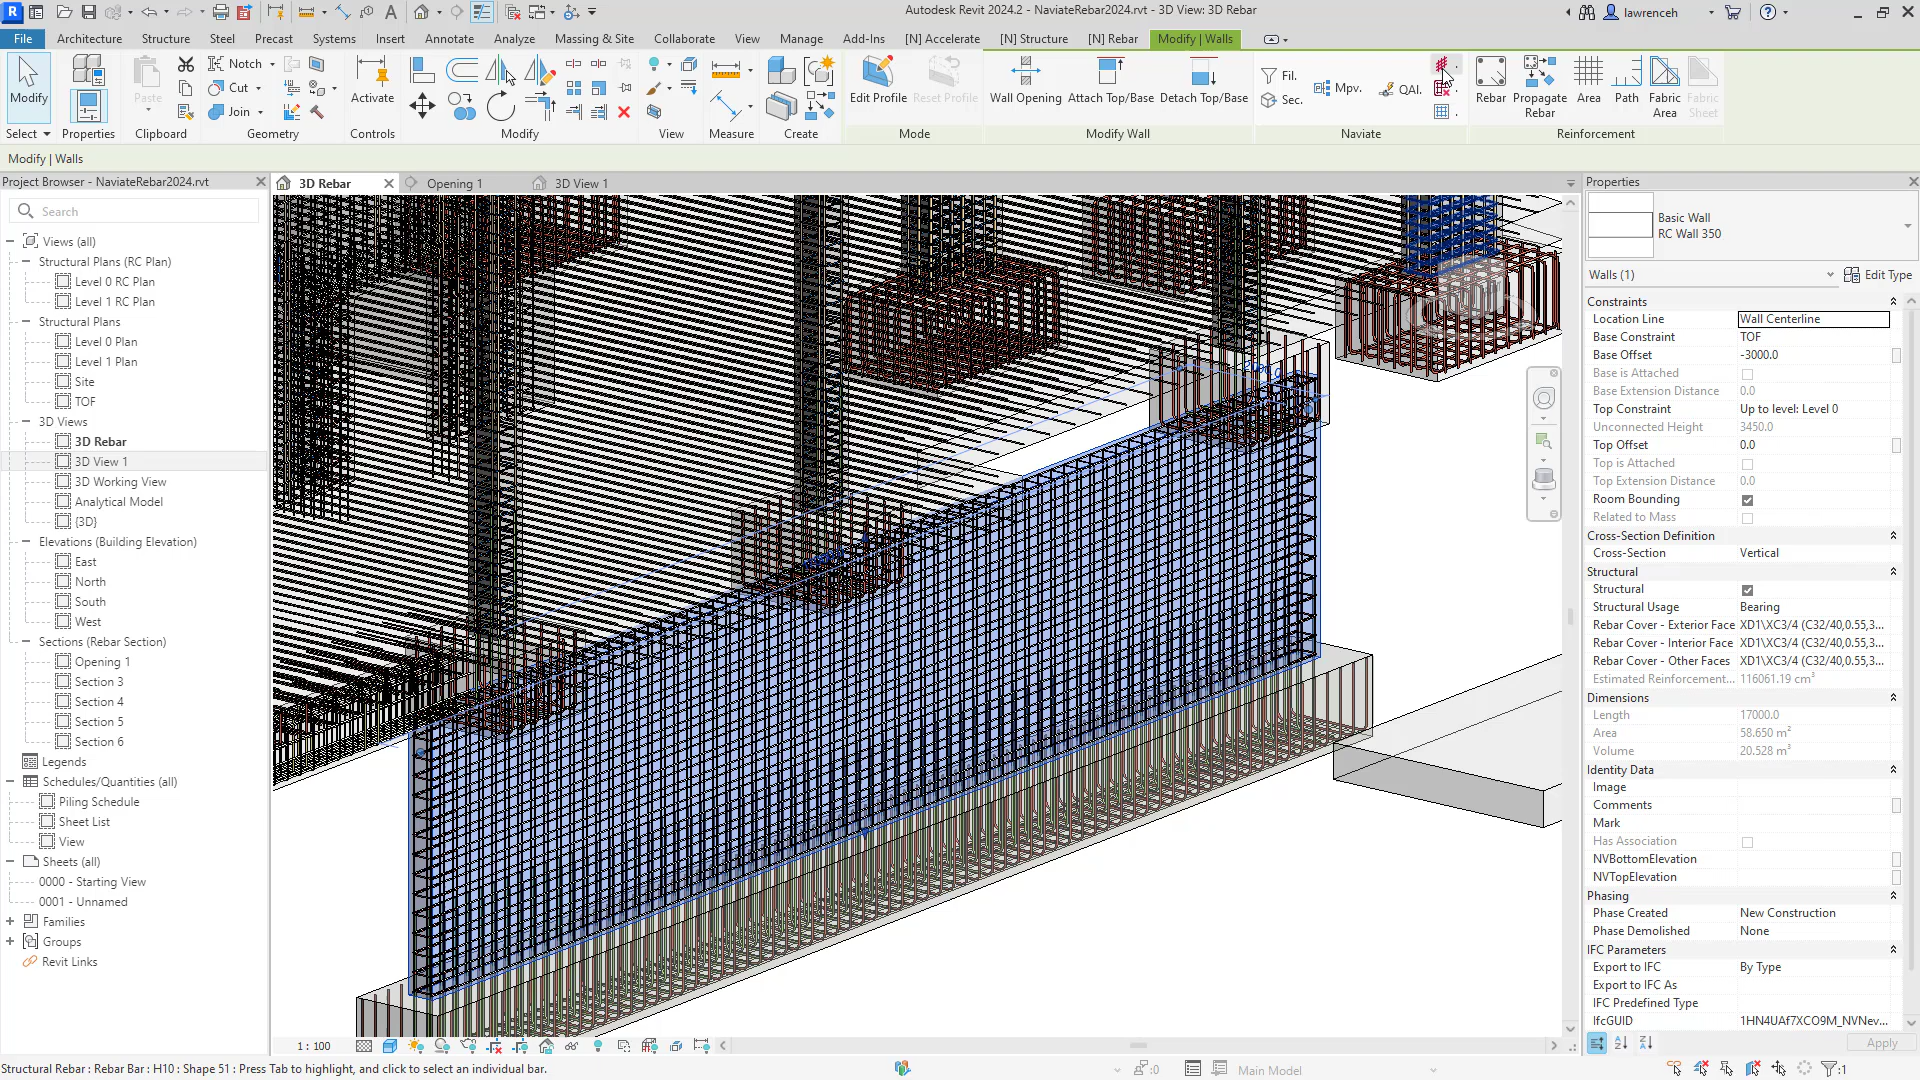 Autodesk Revit 2024.2 - NaviateRebar2024.rvt - 3D View: 3D Rebar
lawrenceh
File
Architecture
Structure
Steel
Precast
Systems
Insert
Annotate
Analyze
Massing & Site
Collaborate
View
Manage
Add-Ins
[N] Accelerate
[N] Structure
[N] Rebar
Modify | Walls
Modify
Paste
Notch
Cut
Join
Activate
Edit Profile
Reset Profile
Wall Opening
Attach Top/Base
Detach Top/Base
Fil.
Sec.
Mpv.
QAI.
Rebar
Propagate
Rebar
Area
Path
Fabric
Area
Fabric
Sheet
Select
Properties
Clipboard
Geometry
Controls
Modify
View
Measure
Create
Mode
Modify Wall
Naviate
Reinforcement
Modify | Walls
Project Browser - NaviateRebar2024.rvt
Search
Views (all)
Structural Plans (RC Plan)
Level 0 RC Plan
Level 1 RC Plan
Structural Plans
Level 0 Plan
Level 1 Plan
Site
TOF
3D Views
3D Rebar
3D View 1
3D Working View
Analytical Model
{3D}
Elevations (Building Elevation)
East
North
South
West
Sections (Rebar Section)
Opening 1
Section 3
Section 4
Section 5
Section 6
Legends
Schedules/Quantities (all)
Piling Schedule
Sheet List
View
Sheets (all)
0000 - Starting View
0001 - Unnamed
Families
Groups
Revit Links
3D Rebar
Opening 1
3D View 1
1 : 100
Properties
Basic Wall
RC Wall 350
Walls (1)
Edit Type
Constraints
Location Line Wall Centerline
Base Constraint TOF
Base Offset -3000.0
Base is Attached
Base Extension Distance 0.0
Top Constraint Up to level: Level 0
Unconnected Height 3450.0
Top Offset 0.0
Top is Attached
Top Extension Distance 0.0
Room Bounding
Related to Mass
Cross-Section Definition
Cross-Section Vertical
Structural
Structural
Structural Usage Bearing
Rebar Cover - Exterior Face XD1\XC3/4 (C32/40,0.55,3...
Rebar Cover - Interior Face XD1\XC3/4 (C32/40,0.55,3...
Rebar Cover - Other Faces XD1\XC3/4 (C32/40,0.55,3...
Estimated Reinforcement... 116061.19 cm³
Dimensions
Length 17000.0
Area 58.650 m²
Volume 20.528 m³
Identity Data
Image
Comments
Mark
Has Association
NVBottomElevation
NVTopElevation
Phasing
Phase Created New Construction
Phase Demolished None
IFC Parameters
Export to IFC By Type
Export to IFC As
IFC Predefined Type
IfcGUID 1HN4UAf7XCO9M_NVNev...
Apply
Structural Rebar : Rebar Bar : H10 : Shape 51 : Press Tab to highlight, and click to select an individual bar.
:0
Main Model
:1